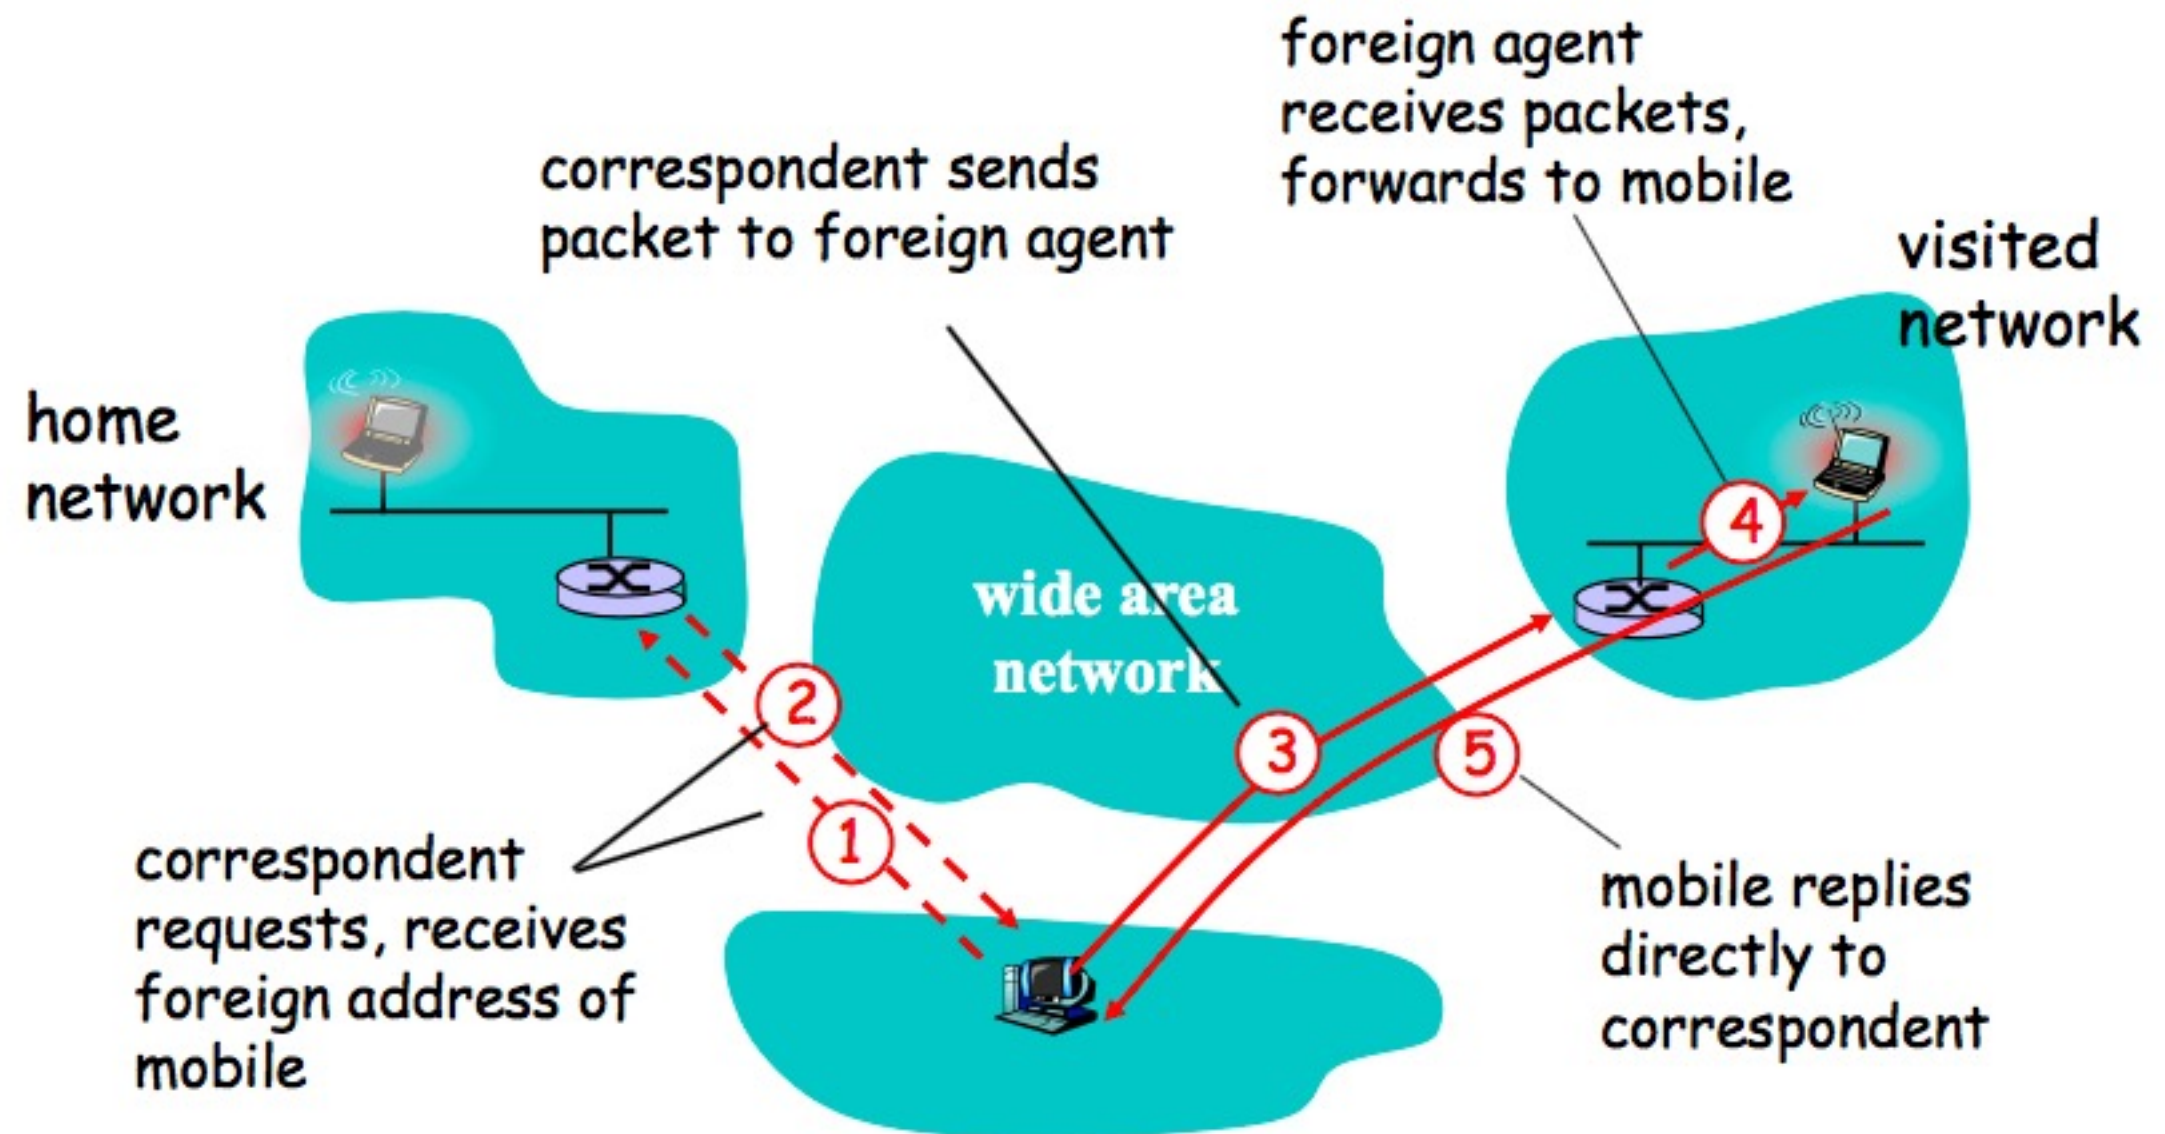 foreign agent
receives packets,
forwards to mobile
correspondent sends
packet to foreign agent
visited
network
home
network
wide area
network
4
2
3
5
1
correspondent
requests, receives
foreign address of
mobile
mobile replies
directly to
correspondent